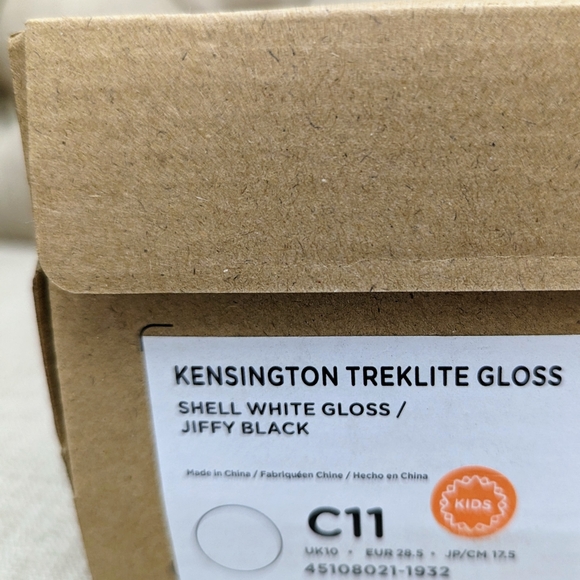 KENSINGTON TREKLITE GLOSS
SHELL WHITE GLOSS /
JIFFY BLACK
Made in China / Fabriquéen Chine / Hecho en China
KIDS
C11
UK10 • EUR 28.5 • JP/CM 17.5
45108021-1932